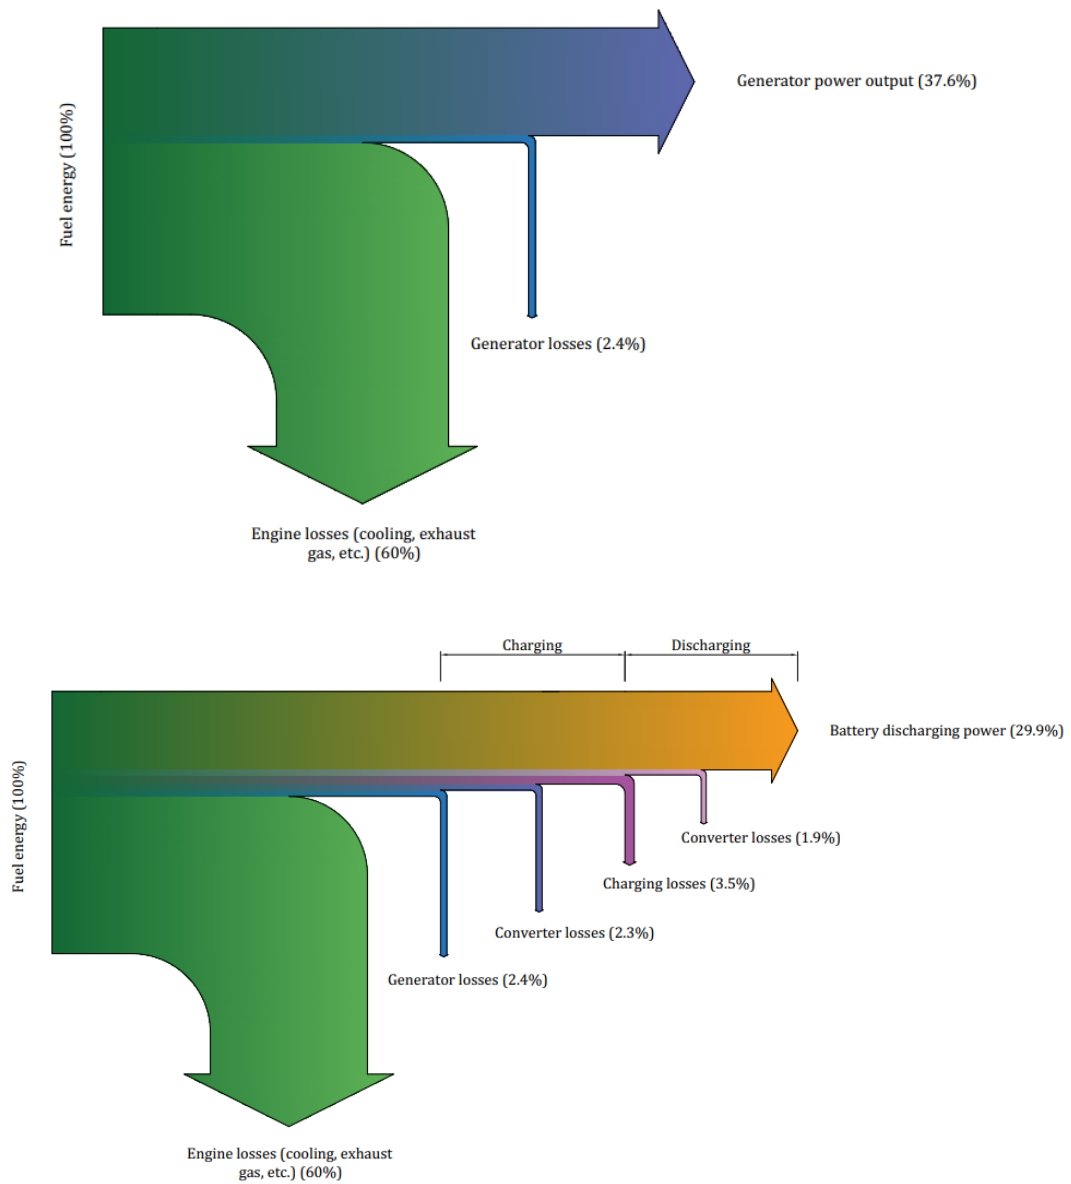 Generator power output (37.6%)
Fuel energy (100%)
Generator losses (2.4%)
Engine losses (cooling, exhaust
gas, etc.) (60%)
Charging
Discharging
Battery discharging power (29.9%)
Fuel energy (100%)
Converter losses (1.9%)
Charging losses (3.5%)
Converter losses (2.3%)
Generator losses (2.4%)
Engine losses (cooling, exhaust
gas, etc.) (60%)